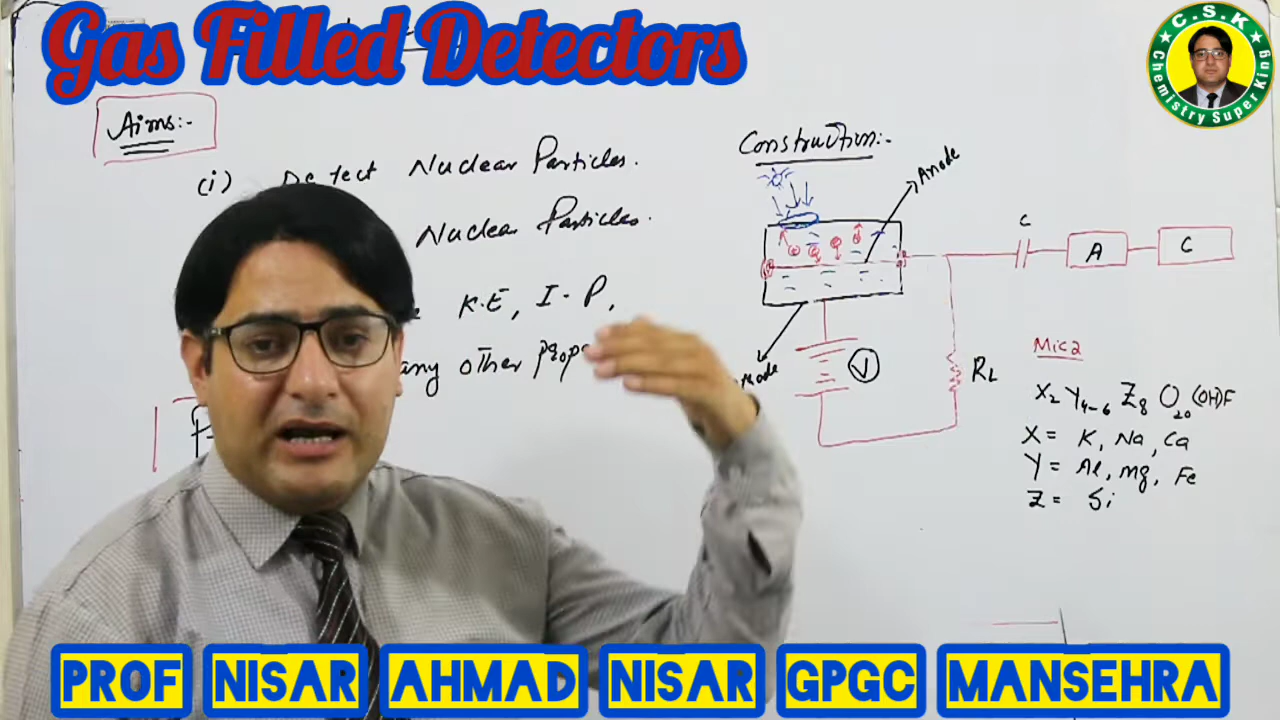 Gas Filled Detectors
C.S.K
Chemistry Super King
Aims:-
(i) Detect Nuclear Particles.
Nuclear Particles.
K.E, I-P,
any other
Construction:-
Anode
C
A
C
V
RL
Mica
X2 Y4-6 Z8 O20 (OH)F
X = K, Na, Ca
Y = Al, Mg, Fe
Z = Si
PROF NISAR AHMAD NISAR GPGC MANSEHRA